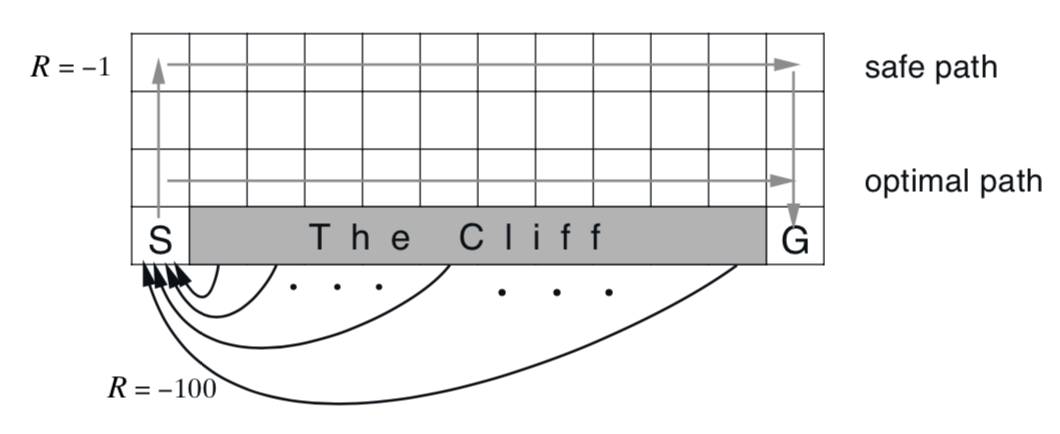 R = −1
safe path
optimal path
S
The Cliff
G
R = −100